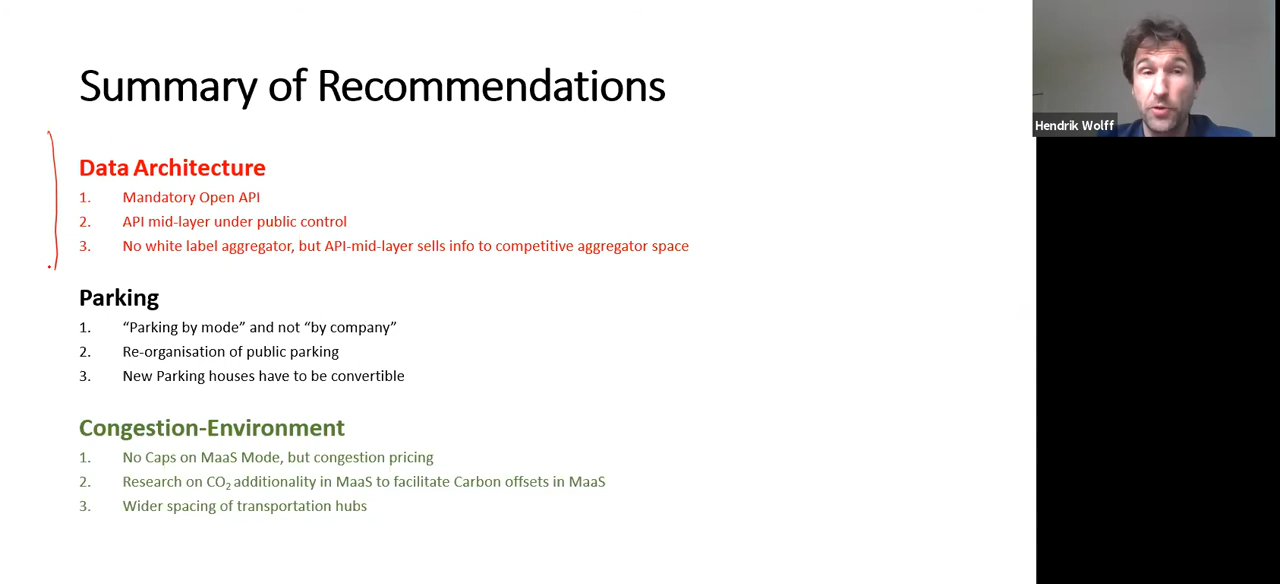 Summary of Recommendations
Hendrik Wolff
Data Architecture
1. Mandatory Open API
2. API mid-layer under public control
3. No white label aggregator, but API-mid-layer sells info to competitive aggregator space
Parking
1. “Parking by mode” and not “by company”
2. Re-organisation of public parking
3. New Parking houses have to be convertible
Congestion-Environment
1. No Caps on MaaS Mode, but congestion pricing
2. Research on CO2 additionality in MaaS to facilitate Carbon offsets in MaaS
3. Wider spacing of transportation hubs